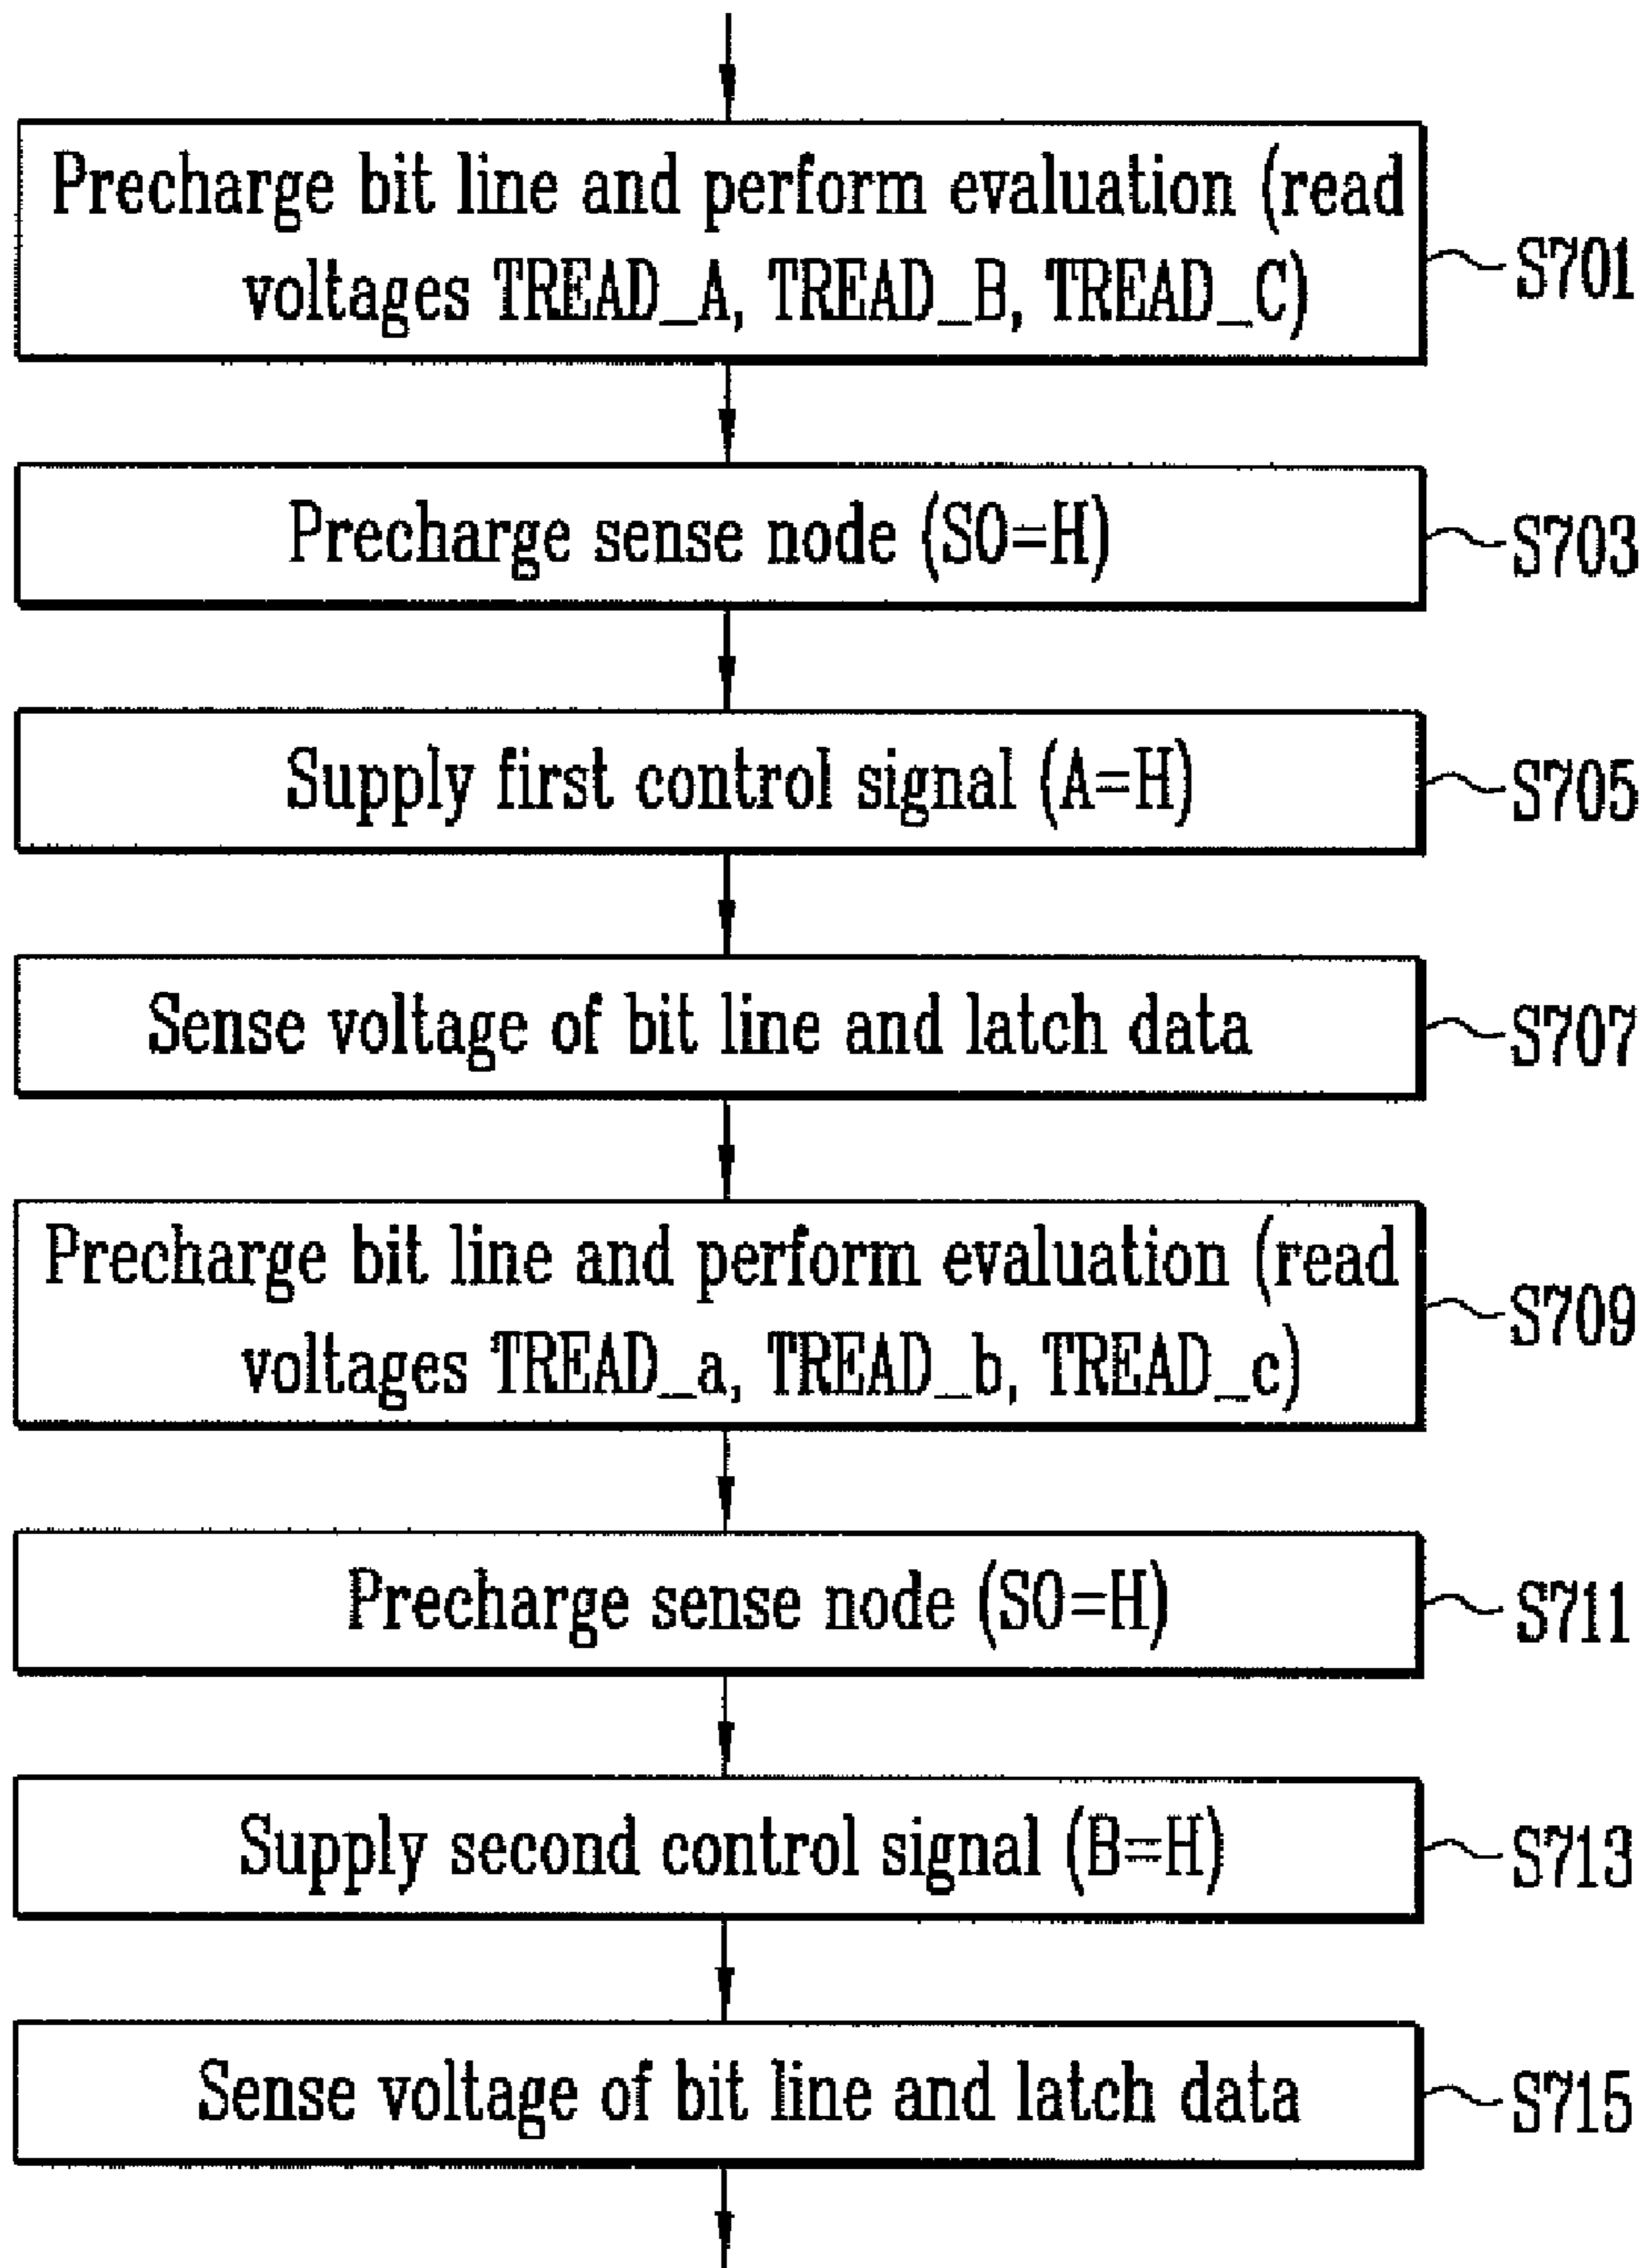 Precharge bit line and perform evaluation (read
voltages TREAD_A, TREAD_B, TREAD_C)
S701
Precharge sense node (SO=H)
S703
Supply first control signal (A=H)
S705
Sense voltage of bit line and latch data
S707
Precharge bit line and perform evaluation (read
voltages TREAD_a, TREAD_b, TREAD_c)
S709
Precharge sense node (SO=H)
S711
Supply second control signal (B=H)
S713
Sense voltage of bit line and latch data
S715